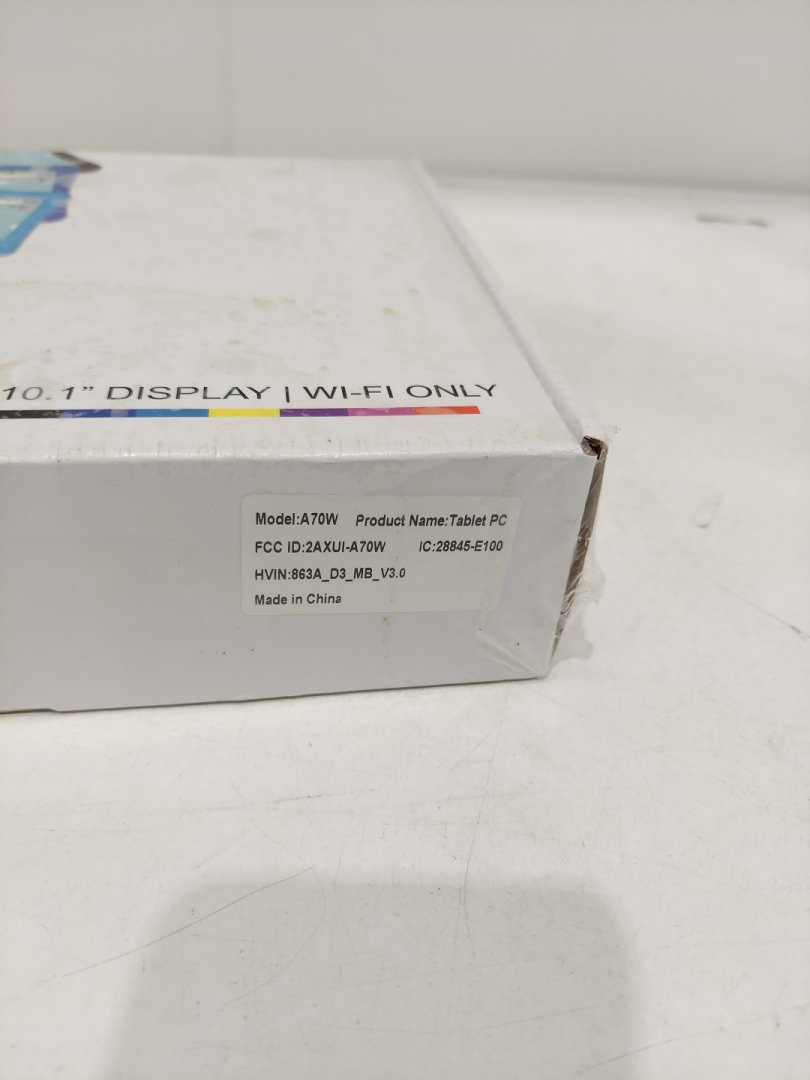 10.1” DISPLAY | WI-FI ONLY
Model:A70W Product Name:Tablet PC
FCC ID:2AXUI-A70W IC:28845-E100
HVIN:863A_D3_MB_V3.0
Made in China